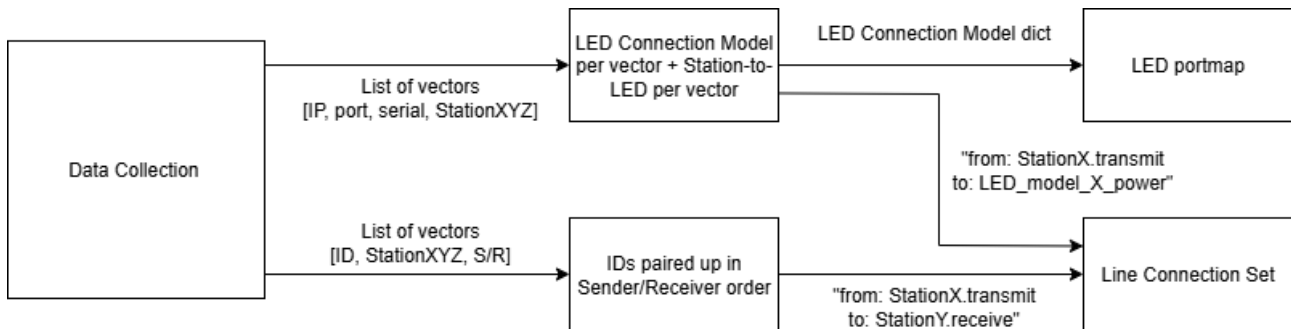 Data Collection
List of vectors
[IP, port, serial, StationXYZ]
LED Connection Model
per vector + Station-to-
LED per vector
LED Connection Model dict
LED portmap
"from: StationX.transmit
to: LED_model_X_power"
List of vectors
[ID, StationXYZ, S/R]
IDs paired up in
Sender/Receiver order
"from: StationX.transmit
to: StationY.receive"
Line Connection Set